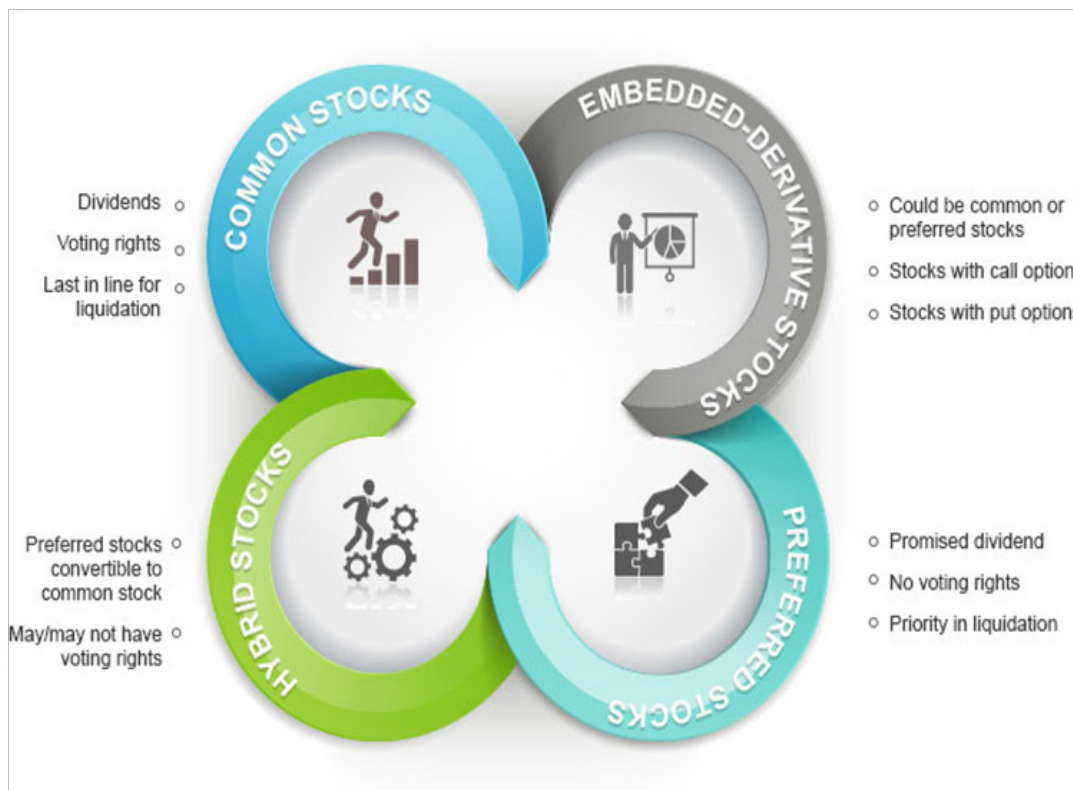 COMMON STOCKS
Dividends
Voting rights
Last in line for
liquidation
EMBEDDED-DERIVATIVE STOCKS
Could be common or
preferred stocks
Stocks with call option
Stocks with put option
HYBRID STOCKS
Preferred stocks
convertible to
common stock
May/may not have
voting rights
PREFERRED STOCKS
Promised dividend
No voting rights
Priority in liquidation